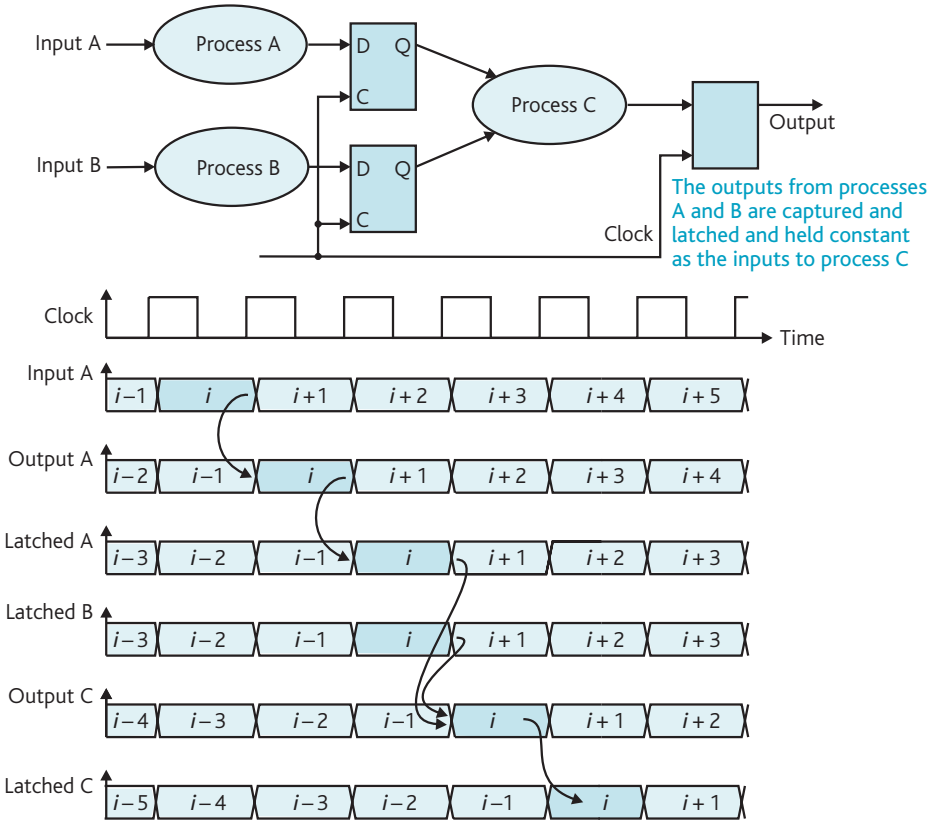 Input A
Process A
D Q
C
Process C
Output
Input B
Process B
D Q
C
Clock
The outputs from processes
A and B are captured and
latched and held constant
as the inputs to process C
Clock
Time
Input A
i–1 i i+1 i+2 i+3 i+4 i+5
Output A
i–2 i–1 i i+1 i+2 i+3 i+4
Latched A
i–3 i–2 i–1 i i+1 i+2 i+3
Latched B
i–3 i–2 i–1 i i+1 i+2 i+3
Output C
i–4 i–3 i–2 i–1 i i+1 i+2
Latched C
i–5 i–4 i–3 i–2 i–1 i i+1